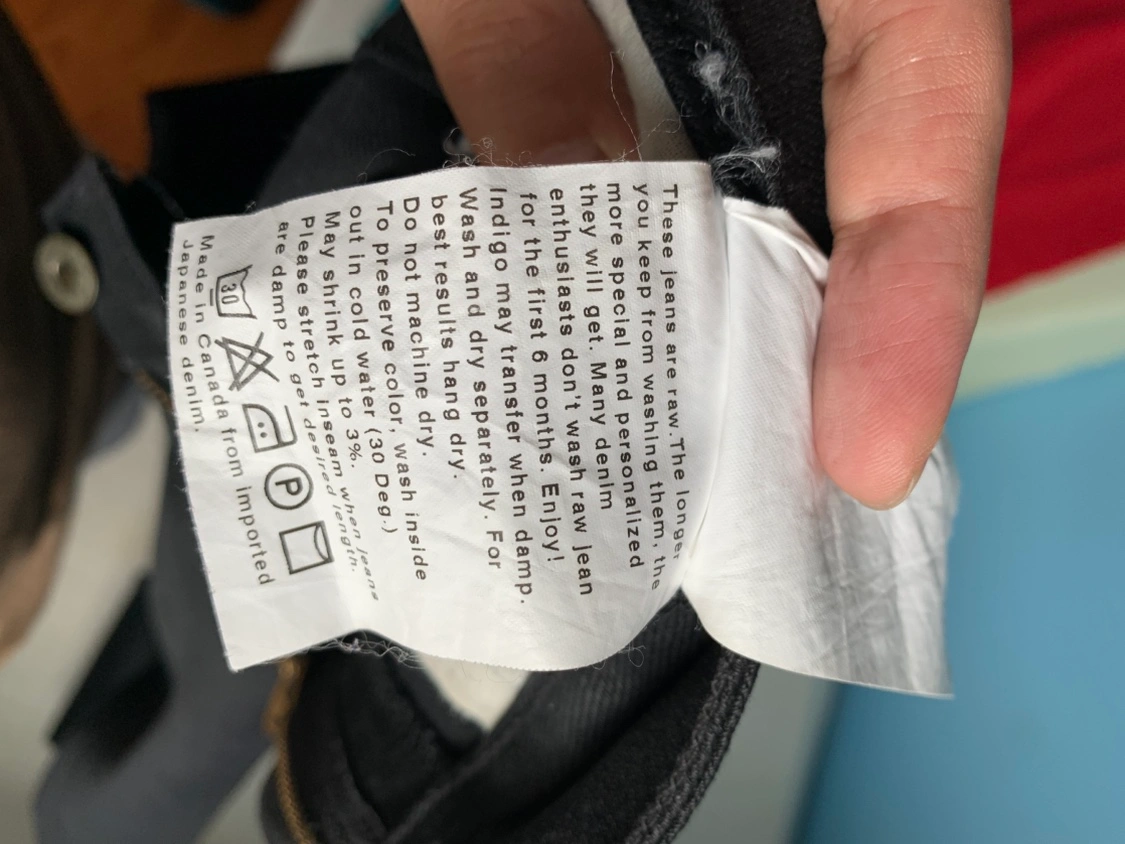 These jeans are raw.The longer
you keep from washing them, the
more special and personalized
they will get. Many denim
enthusiasts don't wash raw jean
for the first 6 months. Enjoy!
Indigo may transfer when damp.
Wash and dry separately. For
best results hang dry.
Do not machine dry.
To preserve color, wash inside
out in cold water (30 Deg.)
May shrink up to 3%.
Please stretch inseam when jeans
are damp to get desired length.
30 P
Made in Canada from imported
Japanese denim.